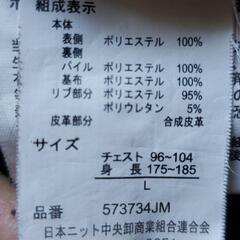 組成表示
本体
表側 ポリエステル 100%
裏側
パイル ポリエステル 100%
基布 ポリエステル 100%
リブ部分 ポリエステル 95%
ポリウレタン 5%
皮革部分 合成皮革
サイズ
チェスト 96~104
身長 175~185
L
品番 573734JM
日本ニット中央卸商業組合連合会